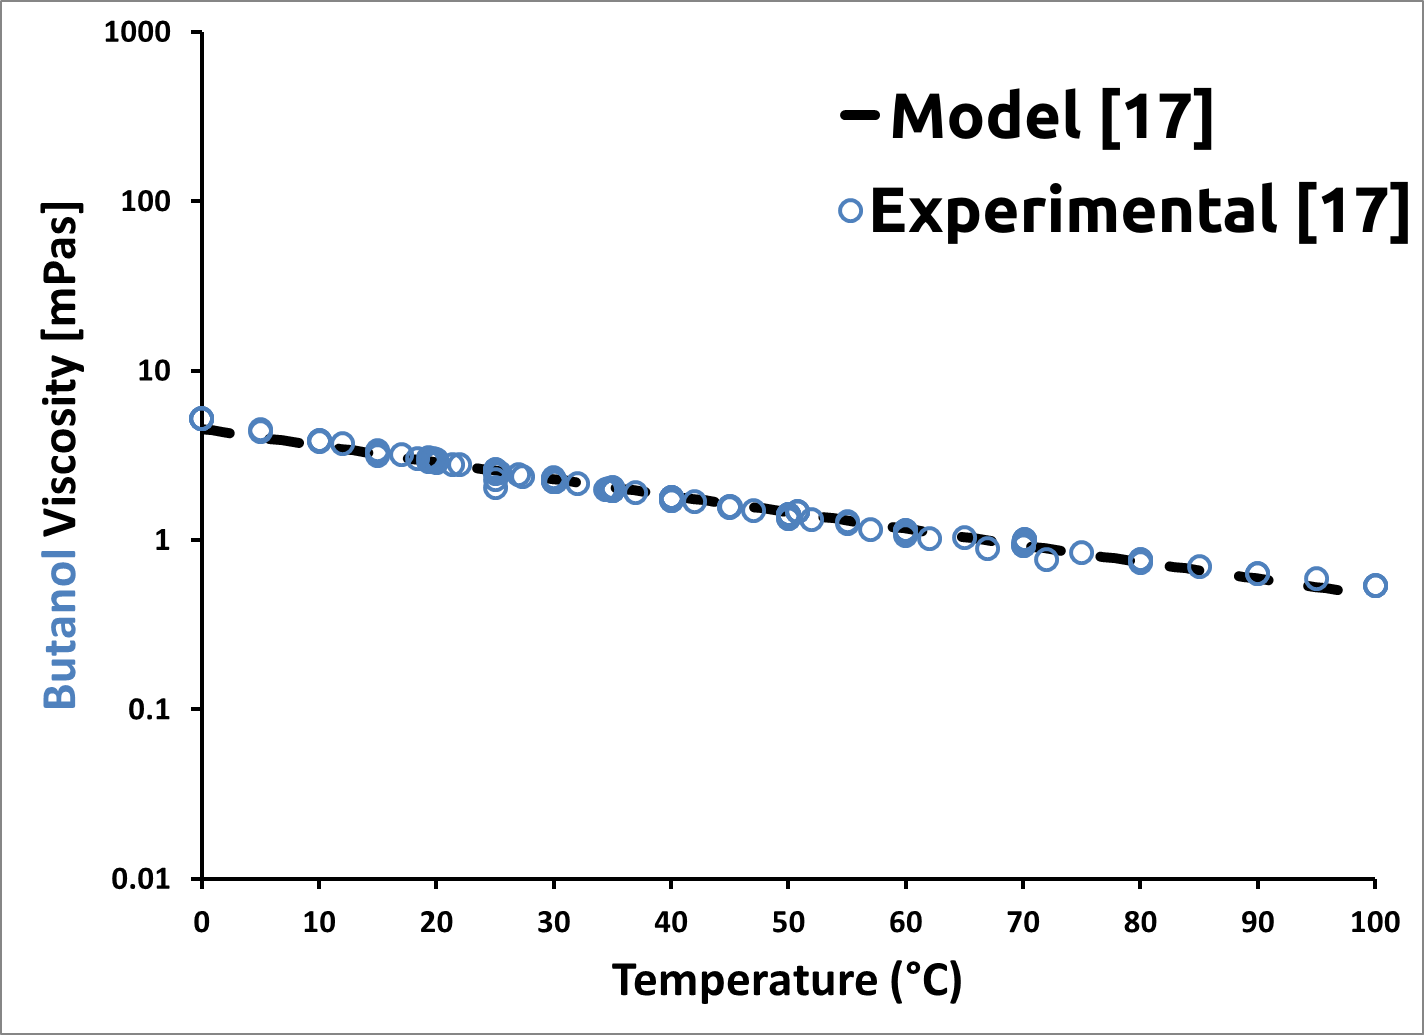 1000
100
10
1
0.1
0.01
Butanol Viscosity [mPas]
Model [17]
Experimental [17]
0 10 20 30 40 50 60 70 80 90 100
Temperature (°C)